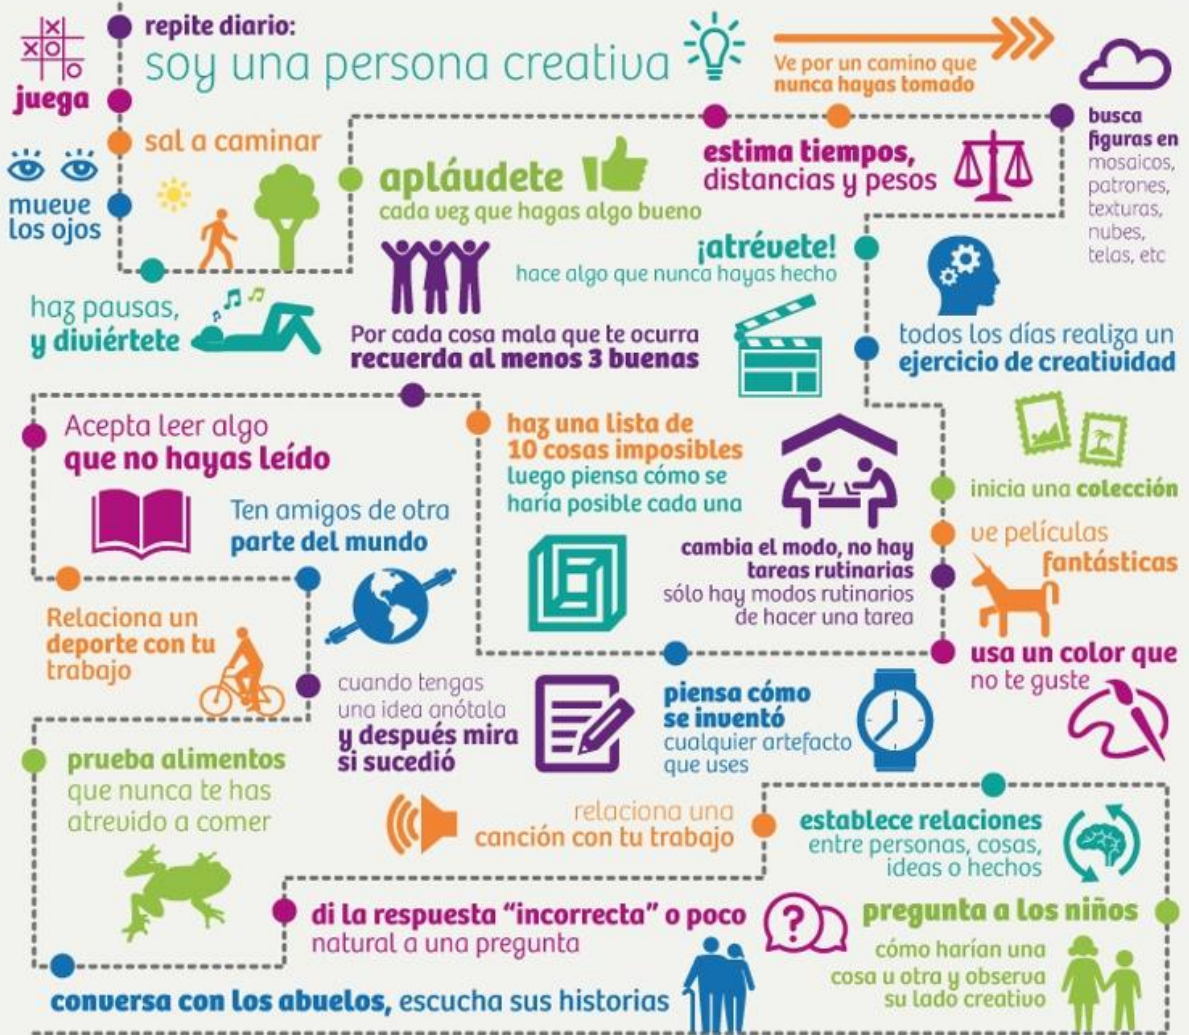 X
X O
O
juega
repite diario:
soy una persona creativa
Ve por un camino que
nunca hayas tomado
sal a caminar
mueve
los ojos
apláudete
cada vez que hagas algo bueno
estima tiempos,
distancias y pesos
busca
figuras en
mosaicos,
patrones,
texturas,
nubes,
telas, etc
haz pausas,
y diviértete
¡atrévete!
hace algo que nunca hayas hecho
Por cada cosa mala que te ocurra
recuerda al menos 3 buenas
todos los días realiza un
ejercicio de creatividad
Acepta leer algo
que no hayas leído
haz una lista de
10 cosas imposibles
luego piensa cómo se
haría posible cada una
inicia una colección
Ten amigos de otra
parte del mundo
cambia el modo, no hay
tareas rutinarias
sólo hay modos rutinarios
de hacer una tarea
ve películas
fantásticas
Relaciona un
deporte con tu
trabajo
usa un color que
no te guste
cuando tengas
una idea anótala
y después mira
si sucedió
piensa cómo
se inventó
cualquier artefacto
que uses
prueba alimentos
que nunca te has
atrevido a comer
relaciona una
canción con tu trabajo
establece relaciones
entre personas, cosas,
ideas o hechos
di la respuesta "incorrecta" o poco
natural a una pregunta
?
pregunta a los niños
cómo harían una
cosa u otra y observa
su lado creativo
conversa con los abuelos, escucha sus historias